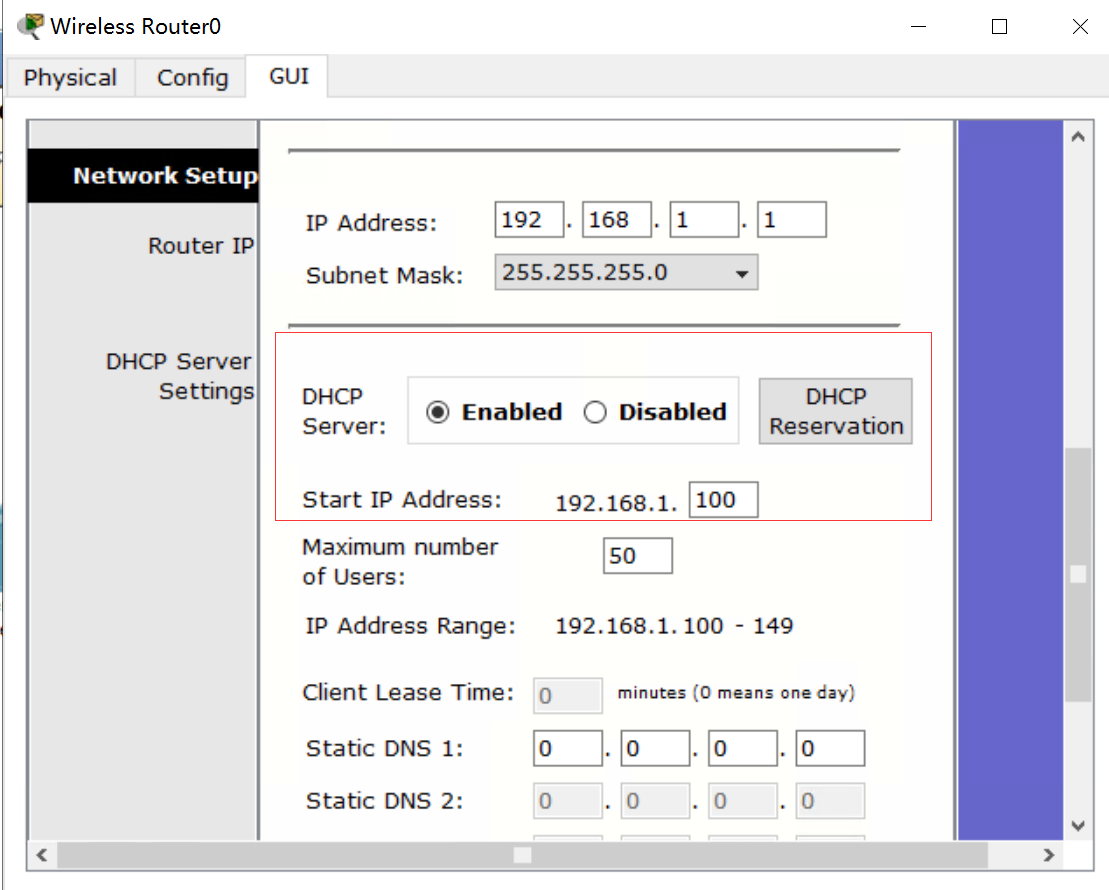 Wireless Router0
Physical Config GUI
Network Setup
Router IP
IP Address: 192 . 168 . 1 . 1
Subnet Mask: 255.255.255.0
DHCP Server
Settings
DHCP
Server:
Enabled Disabled
DHCP
Reservation
Start IP Address: 192.168.1. 100
Maximum number
of Users:
50
IP Address Range: 192.168.1. 100 - 149
Client Lease Time: 0 minutes (0 means one day)
Static DNS 1: 0 . 0 . 0 . 0
Static DNS 2: 0 . 0 . 0 . 0